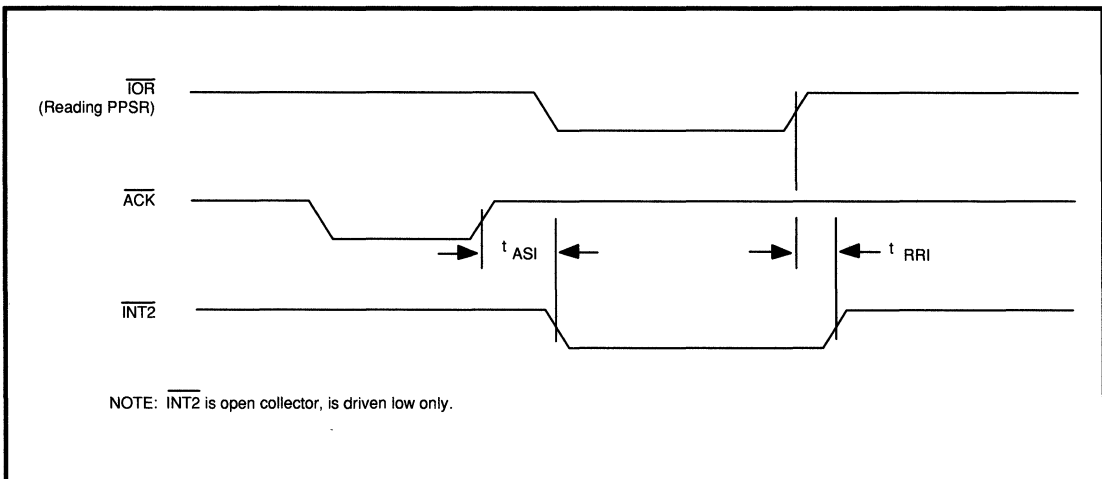 IOR
(Reading PPSR)
ACK
t ASI
t RRI
INT2
NOTE: INT2 is open collector, is driven low only.